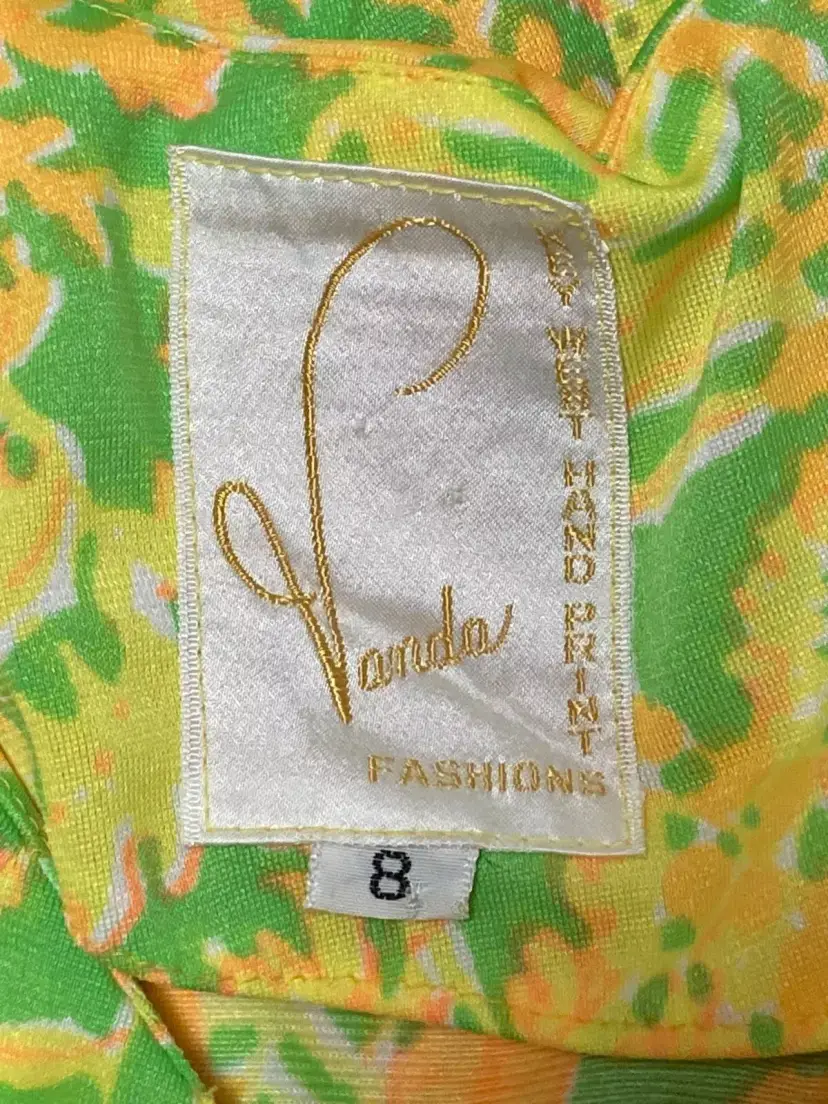 Vanda
KEY WEST HAND PRINT
FASHIONS
8